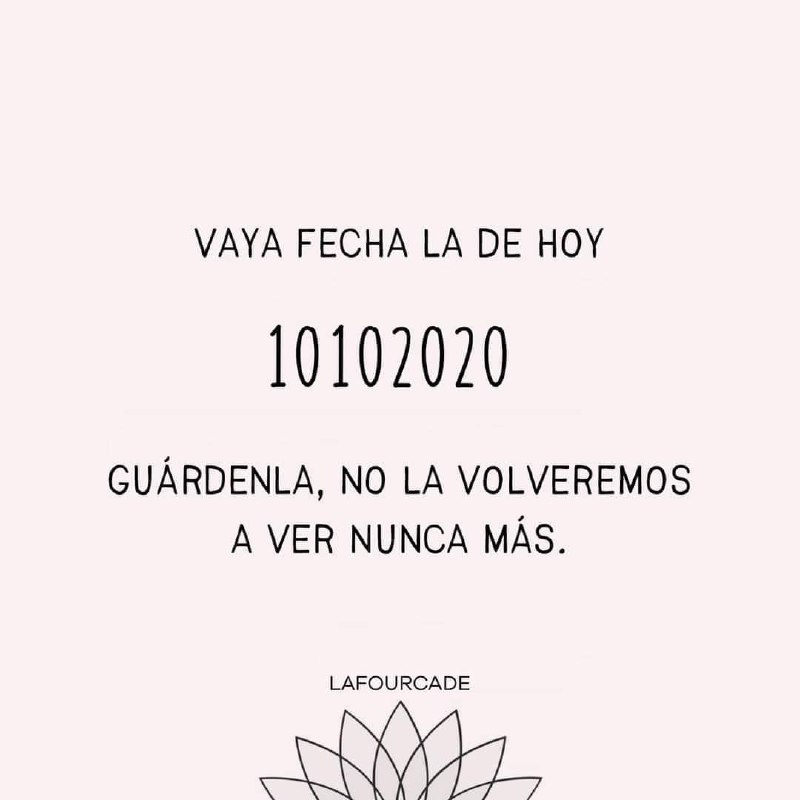 VAYA FECHA LA DE HOY
10102020
GUÁRDENLA, NO LA VOLVEREMOS
A VER NUNCA MÁS.
LAFOURCADE